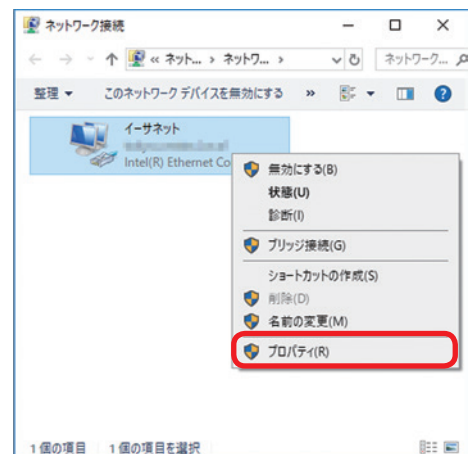 ネットワーク接続
« ネット... › ネットワ... ›
ネットワーク...
整理 このネットワーク デバイスを無効にする »
イーサネット
Intel(R) Ethernet Co
無効にする(B)
状態(U)
診断(I)
ブリッジ接続(G)
ショートカットの作成(S)
削除(D)
名前の変更(M)
プロパティ(R)
1 個の項目 1 個の項目を選択